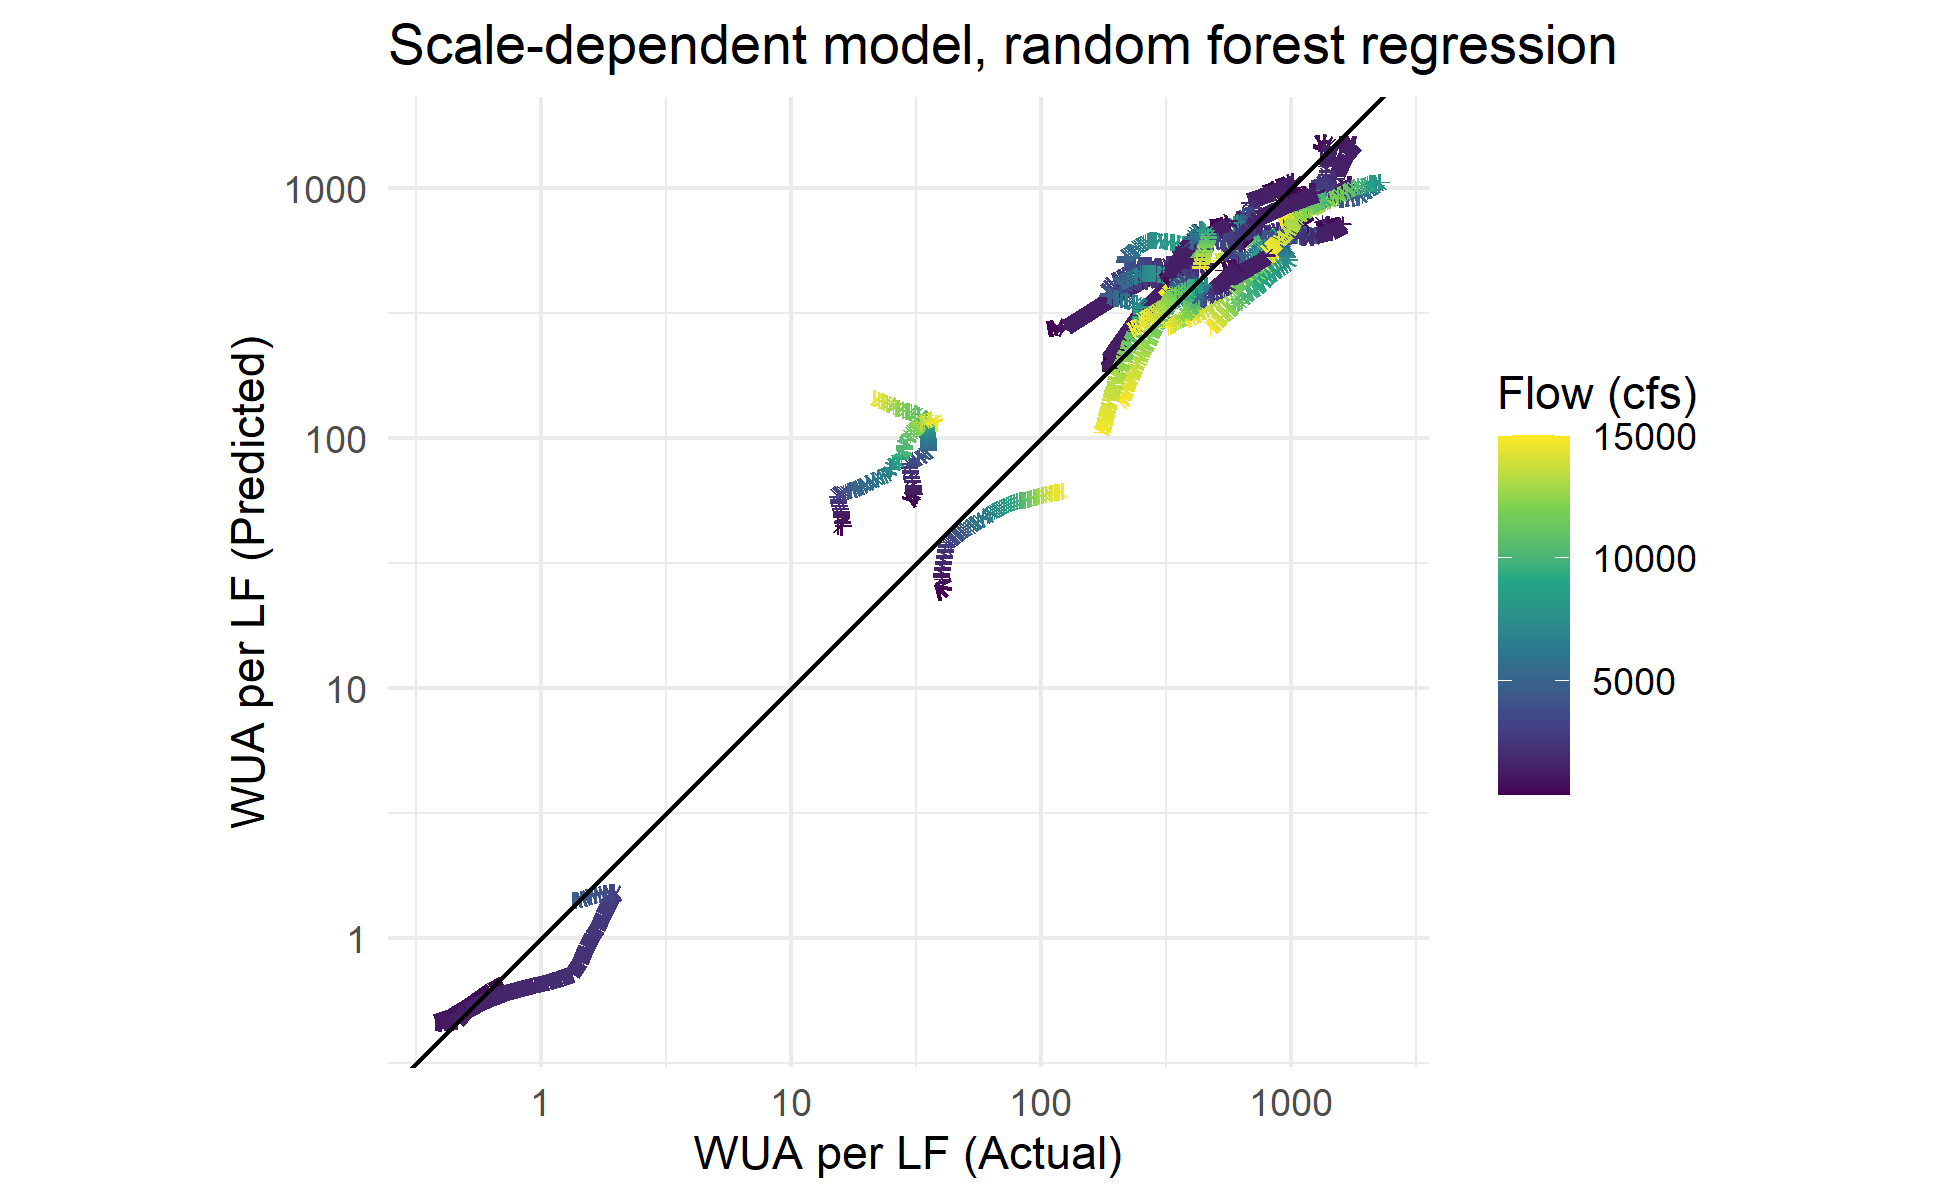 Scale-dependent model, random forest regression
WUA per LF (Predicted)
1000
100
10
1
1
10
100
1000
WUA per LF (Actual)
Flow (cfs)
15000
10000
5000